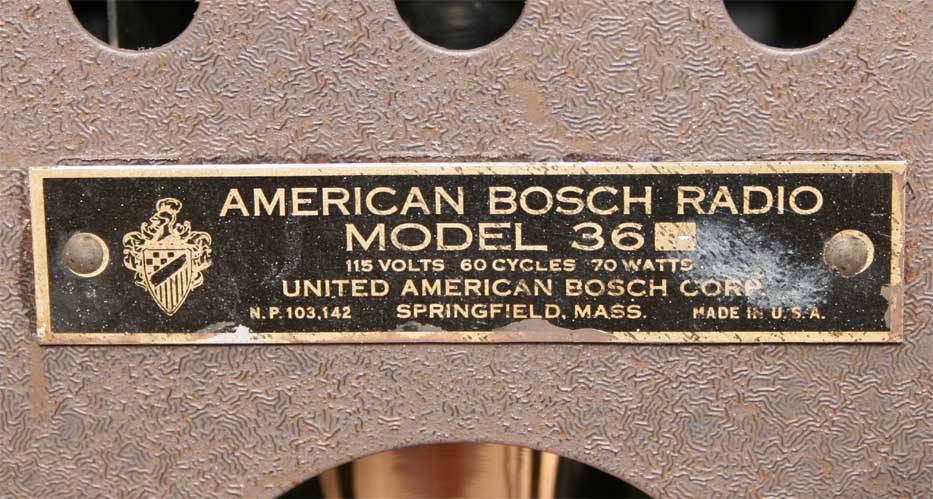 AMERICAN BOSCH RADIO
MODEL 36
115 VOLTS 60 CYCLES 70 WATTS
UNITED AMERICAN BOSCH CORP.
N.P. 103,142 SPRINGFIELD, MASS. MADE IN U.S.A.